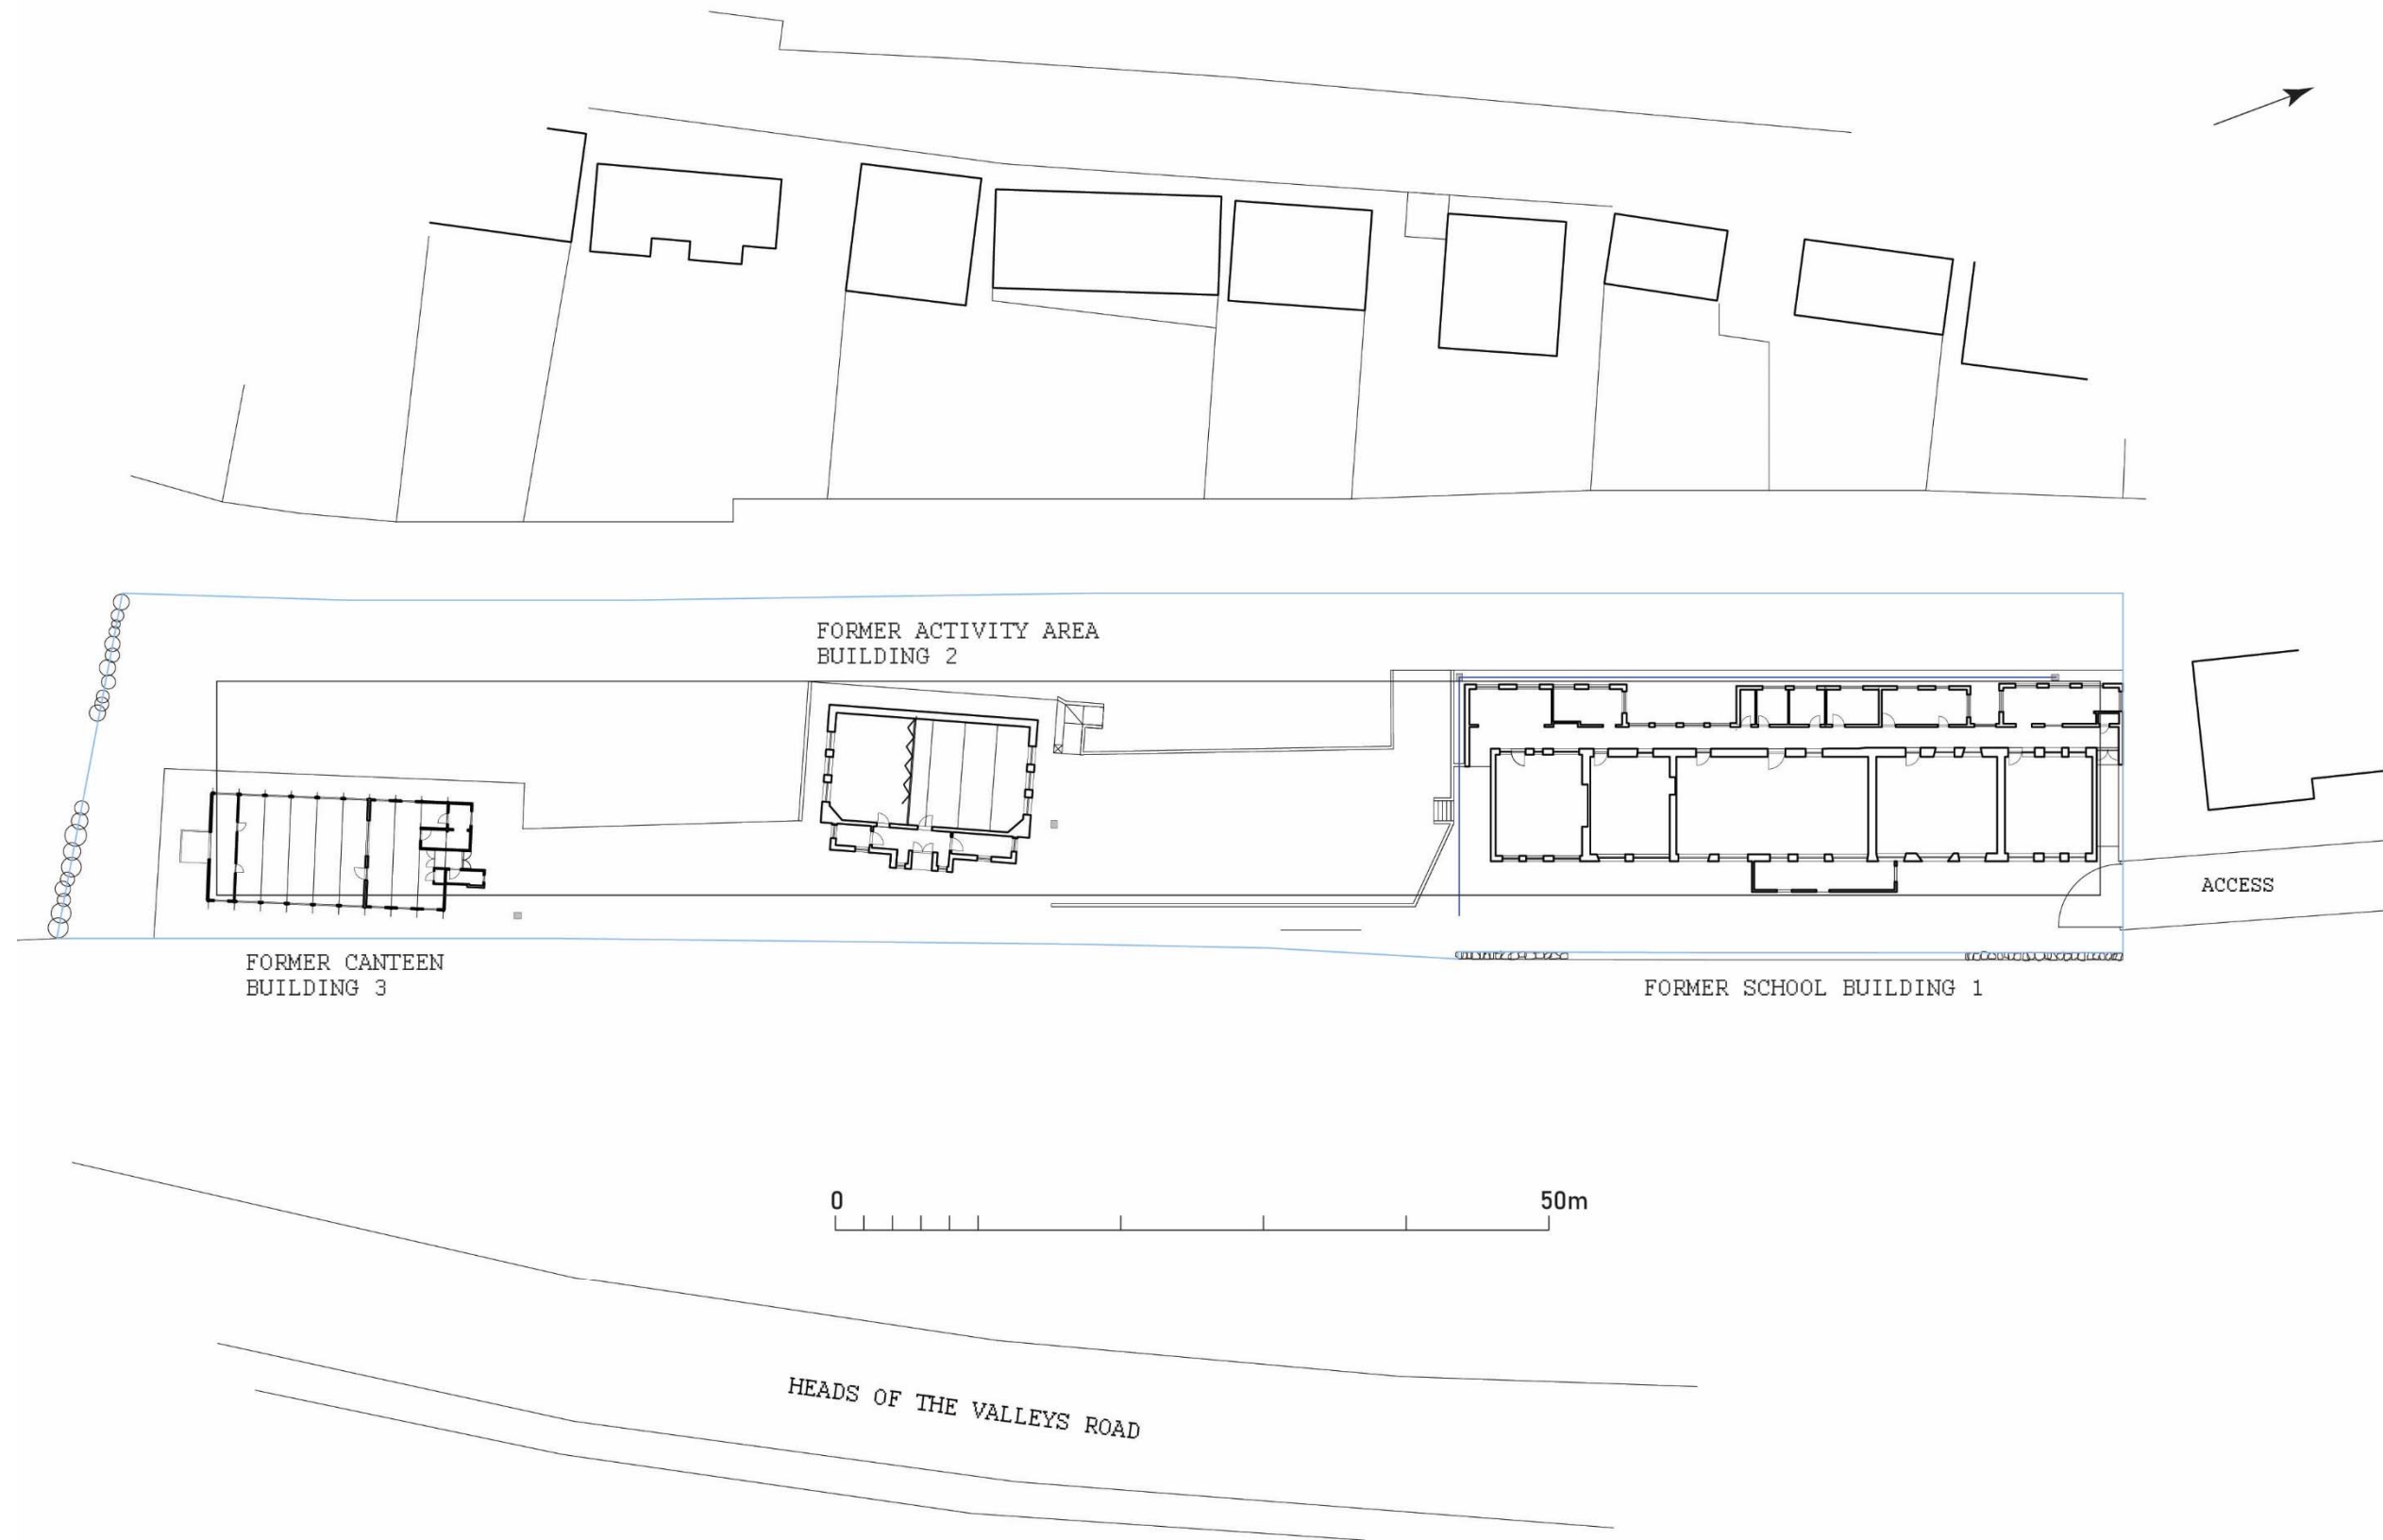 FORMER ACTIVITY AREA
BUILDING 2
ACCESS
FORMER CANTEEN
BUILDING 3
FORMER SCHOOL BUILDING 1
0
50m
HEADS OF THE VALLEYS ROAD